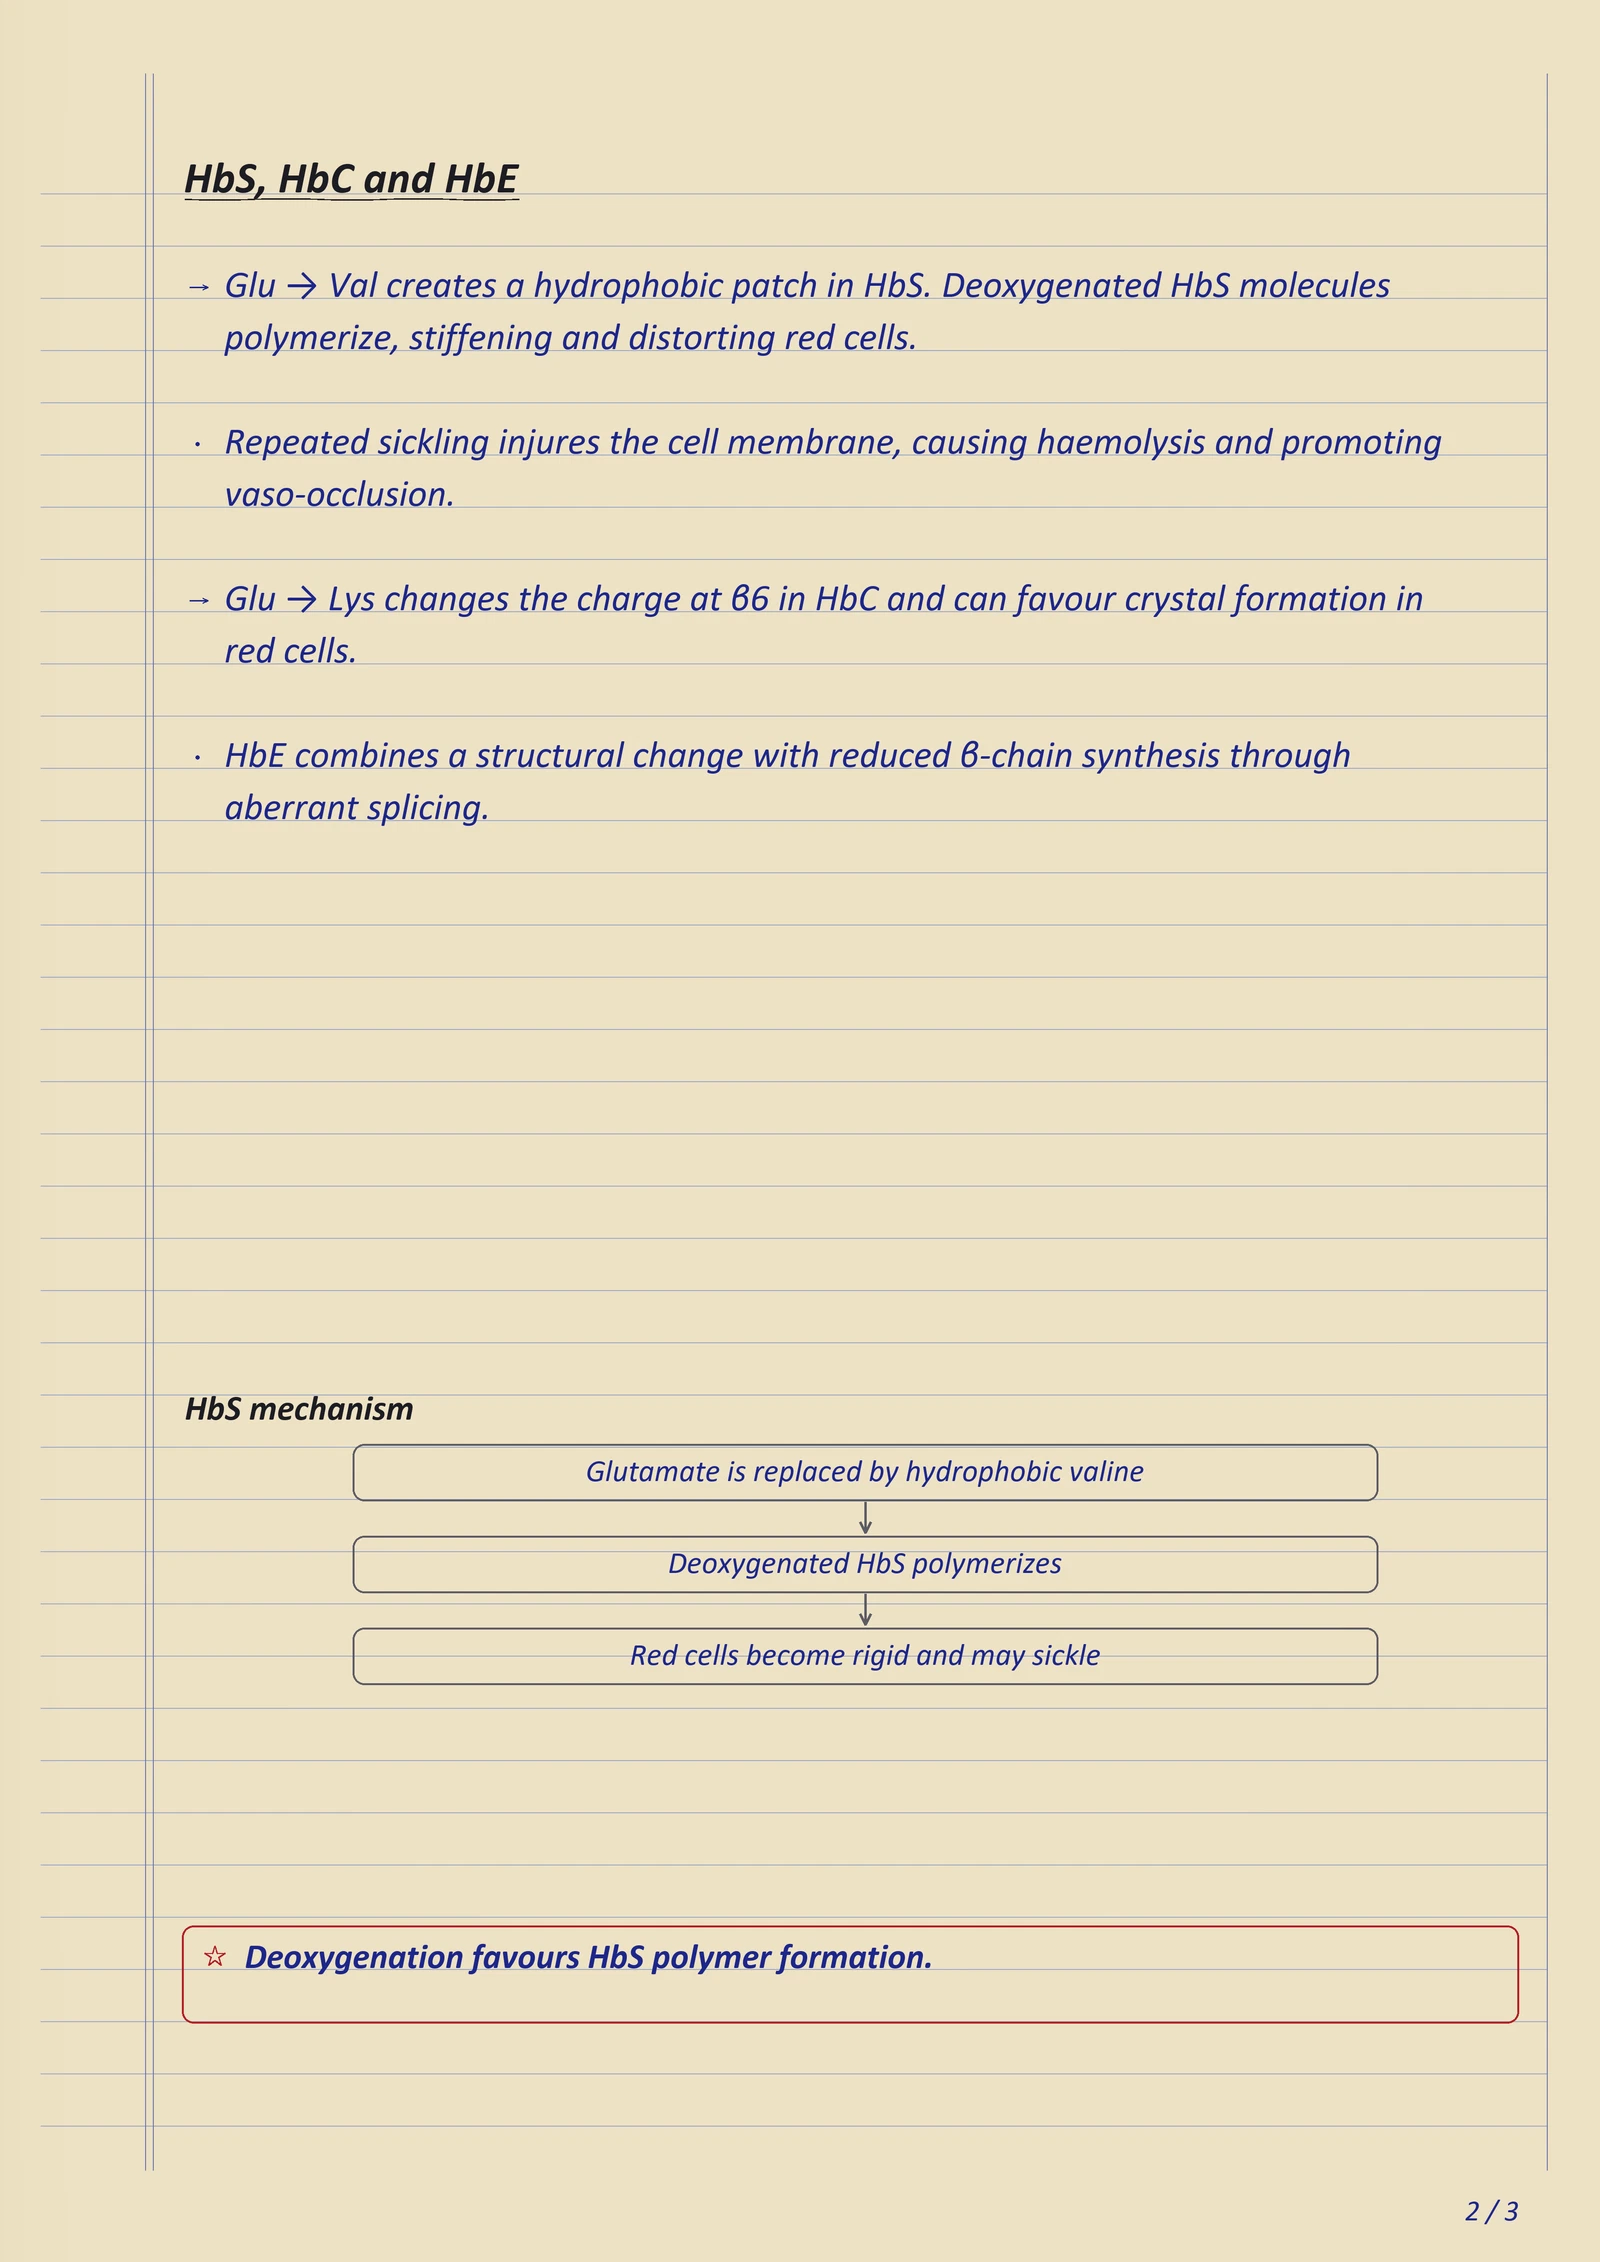 HbS, HbC and HbE
→ Glu → Val creates a hydrophobic patch in HbS. Deoxygenated HbS molecules
polymerize, stiffening and distorting red cells.
· Repeated sickling injures the cell membrane, causing haemolysis and promoting
vaso-occlusion.
→ Glu → Lys changes the charge at β6 in HbC and can favour crystal formation in
red cells.
· HbE combines a structural change with reduced β-chain synthesis through
aberrant splicing.
HbS mechanism
Glutamate is replaced by hydrophobic valine
↓
Deoxygenated HbS polymerizes
↓
Red cells become rigid and may sickle
☆ Deoxygenation favours HbS polymer formation.
2 / 3